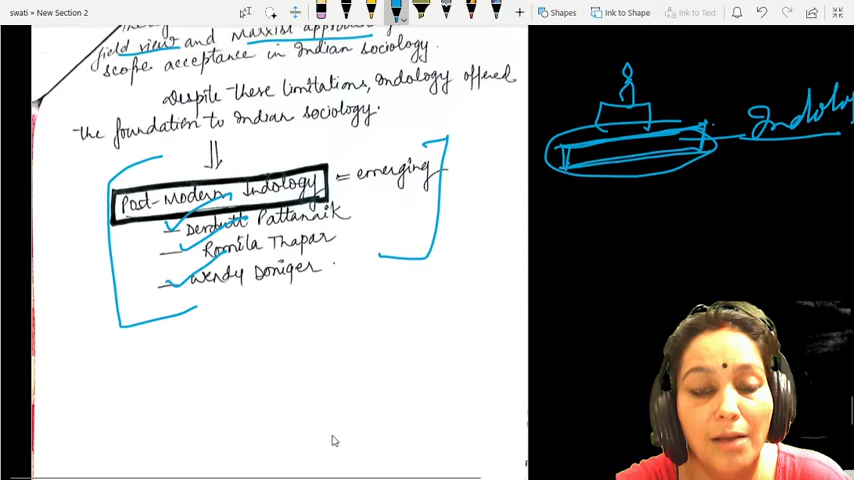 swati » New Section 2
Shapes
Ink to Shape
Ink to Text
field view and Marxist approach
scope acceptance in Indian sociology.
Despite these limitations, Indology offered
the foundation to Indian sociology.
Post-Modern Indology = emerging
— Devdutt Pattanaik
— Romila Thapar
— Wendy Doniger.
Indology